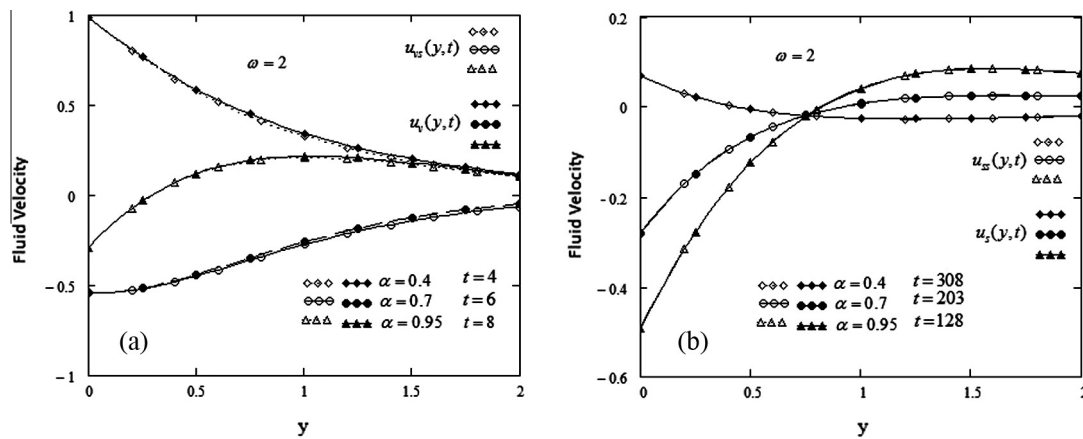 1
0.5
0
−0.5
−1
Fluid Velocity
ω = 2
u_vs(y,t)
u_v(y,t)
α = 0.4 t = 4
α = 0.7 t = 6
α = 0.95 t = 8
(a)
0 0.5 1 1.5 2
y
0.2
0
−0.2
−0.4
−0.6
Fluid Velocity
ω = 2
u_ss(y,t)
u_s(y,t)
α = 0.4 t = 308
α = 0.7 t = 203
α = 0.95 t = 128
(b)
0 0.5 1 1.5 2
y